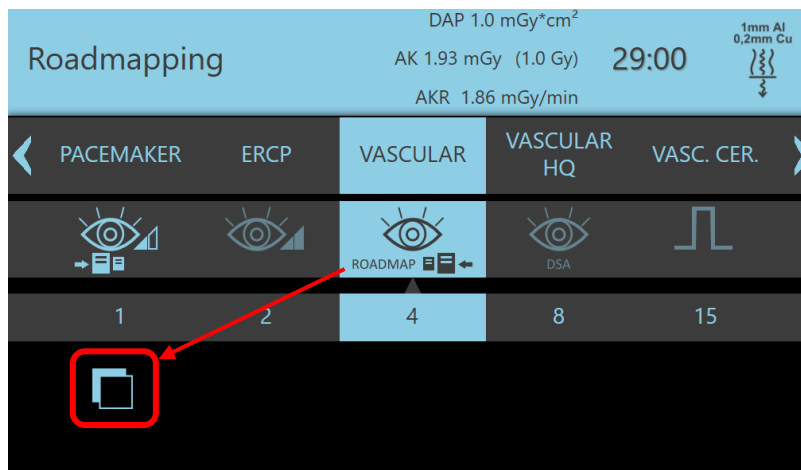 Roadmapping
DAP 1.0 mGy*cm²
AK 1.93 mGy (1.0 Gy)
AKR 1.86 mGy/min
29:00
1mm Al
0,2mm Cu
PACEMAKER
ERCP
VASCULAR
VASCULAR
HQ
VASC. CER.
ROADMAP
DSA
1
2
4
8
15